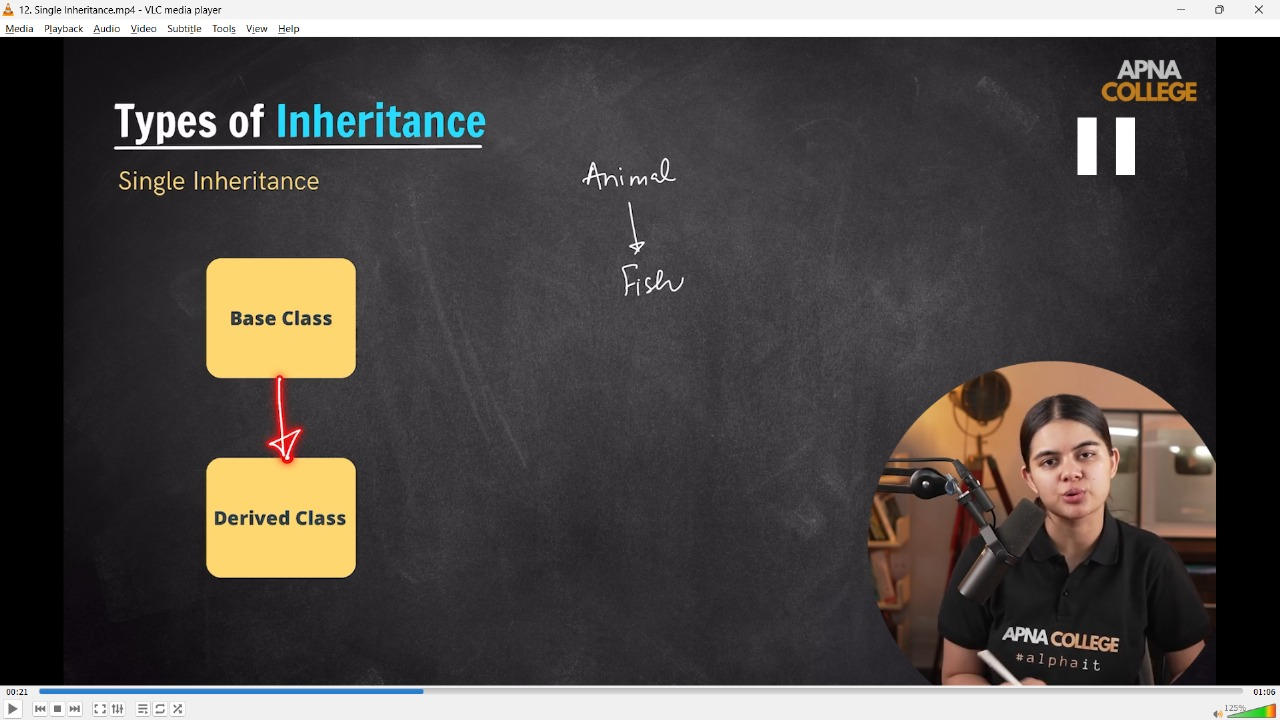 12. Single Inheritance.mp4 - VLC media player
Media Playback Audio Video Subtitle Tools View Help
APNA
COLLEGE
Types of Inheritance
Single Inheritance
Animal
Fish
Base Class
Derived Class
APNA COLLEGE
#alphait
00:21
01:06
125%